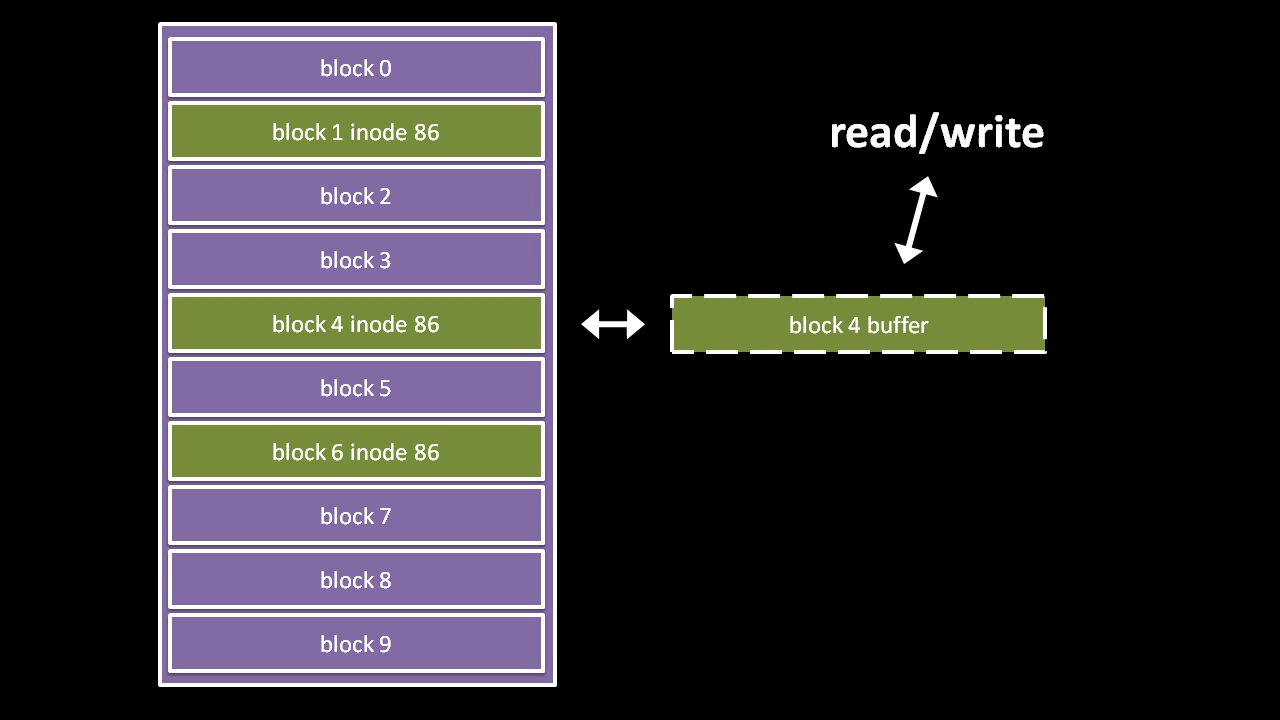 block 0
block 1 inode 86
block 2
block 3
block 4 inode 86
block 5
block 6 inode 86
block 7
block 8
block 9
read/write
block 4 buffer